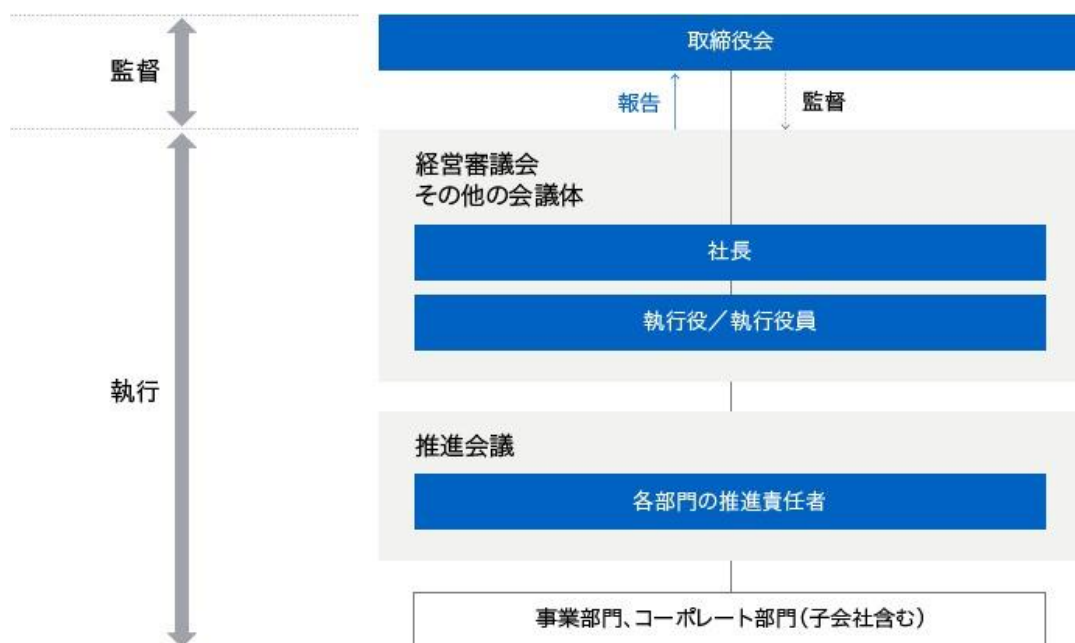 取締役会
監督
報告
監督
経営審議会
その他の会議体
社長
執行役／執行役員
執行
推進会議
各部門の推進責任者
事業部門、コーポレート部門（子会社含む）